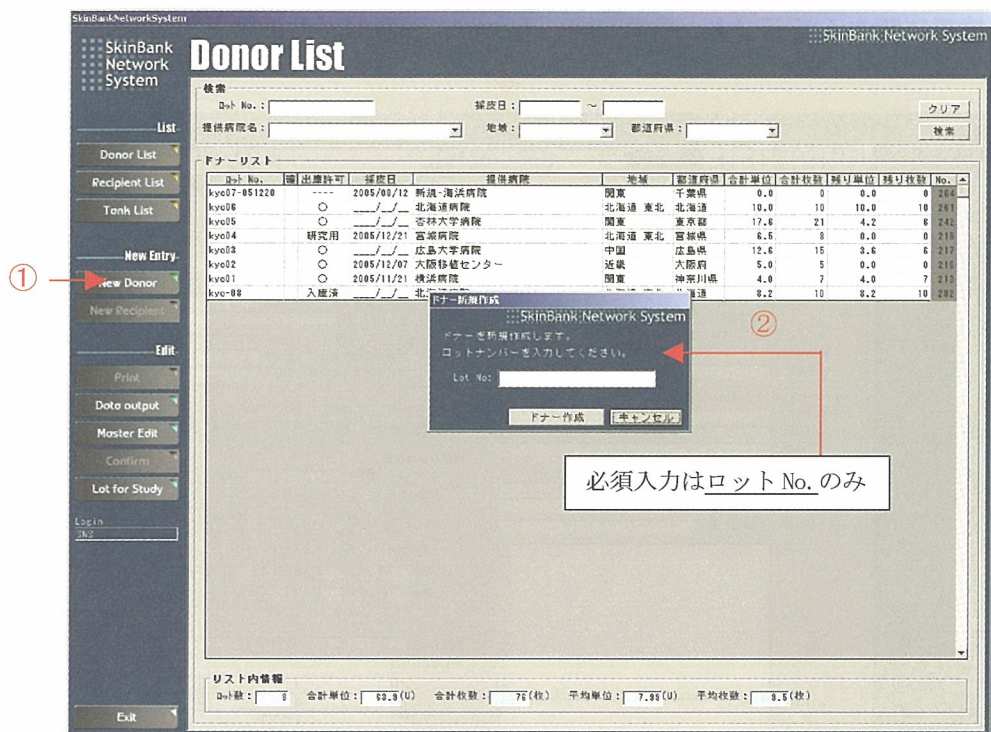 SkinBankNetworkSystem
SkinBank
Network
System
Donor List
SkinBank Network System
検索
ロット No.:
採皮日:
~
クリア
提供病院名:
地域:
都道府県:
検索
List
Donor List
Recipient List
Tank List
New Entry
① New Donor
New Recipient
Edit
Print
Data output
Master Edit
Confirm
Lot for Study
Login
SNS
Exit
ドナーリスト
ロット No. 出庫許可 採皮日 提供病院 地域 都道府県 合計単位 合計枚数 残り単位 残り枚数 No.
kyo07-051220 ---- 2005/08/12 新規-海浜病院 関東 千葉県 0.0 0 0.0 0 264
kyo06 ○ __/_/__ 北海道病院 北海道 東北 北海道 10.0 10 10.0 10 261
kyo05 ○ __/_/__ 杏林大学病院 関東 東京都 17.6 21 4.2 6 242
kyo04 研究用 2005/12/21 宮城病院 北海道 東北 宮城県 6.5 8 0.0 0
kyo03 ○ __/_/__ 広島大学病院 中国 広島県 12.6 15 3.6 6 217
kyo02 ○ 2005/12/07 大阪移植センター 近畿 大阪府 5.0 5 0.0 0
kyo01 ○ 2005/11/21 横浜病院 関東 神奈川県 4.0 7 4.0 7
kyo-08 入庫済 __/_/__ 8.2 10 8.2 10 262
ドナー新規作成
SkinBank Network System
ドナーを新規作成します。
ロットナンバーを入力してください。
Lot No:
ドナー作成
キャンセル
②
必須入力はロット No.のみ
リスト内情報
ロット数: 8 合計単位: 63.9(U) 合計枚数: 76(枚) 平均単位: 7.99(U) 平均枚数: 9.5(枚)